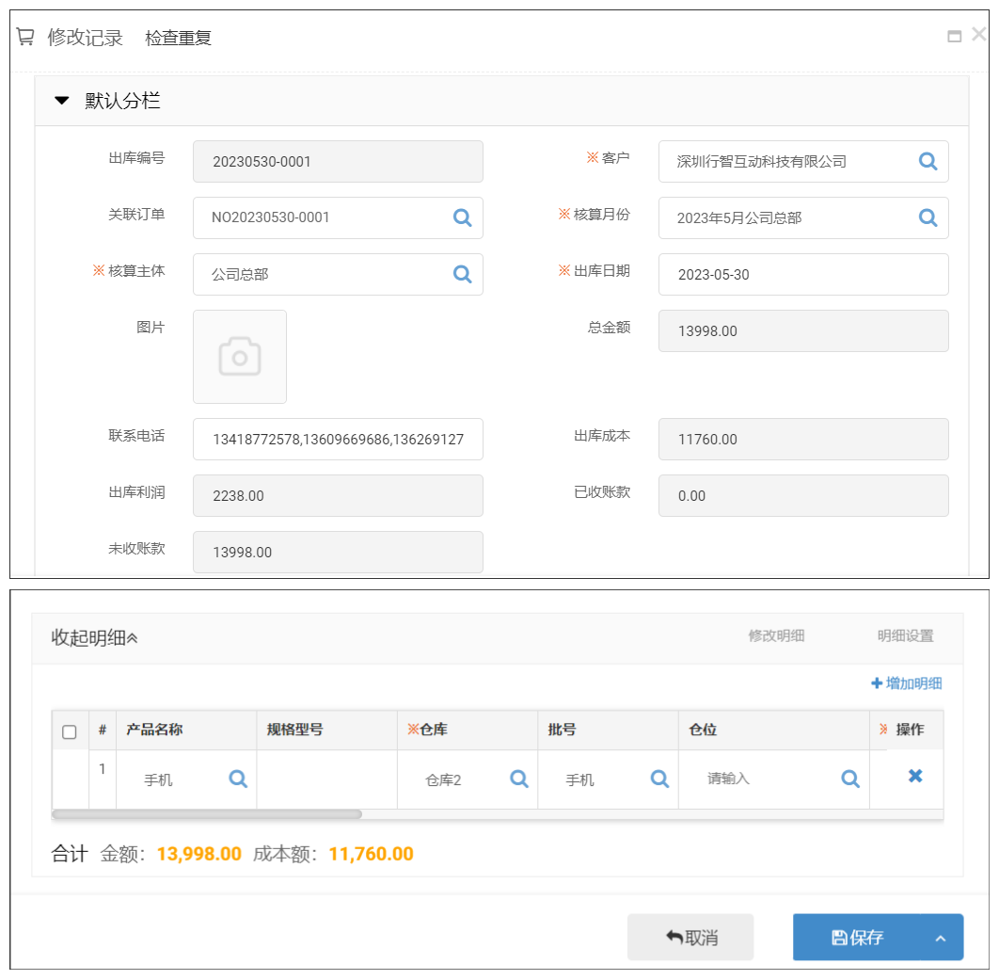 修改记录 检查重复
默认分栏
出库编号 20230530-0001 ※客户 深圳行智互动科技有限公司
关联订单 NO20230530-0001 ※核算月份 2023年5月公司总部
※核算主体 公司总部 ※出库日期 2023-05-30
图片 总金额 13998.00
联系电话 13418772578,13609669686,136269127 出库成本 11760.00
出库利润 2238.00 已收账款 0.00
未收账款 13998.00
收起明细 修改明细 明细设置
增加明细
# 产品名称 规格型号 ※仓库 批号 仓位 ※ 操作
1 手机 仓库2 手机 请输入
合计 金额: 13,998.00 成本额: 11,760.00
取消 保存